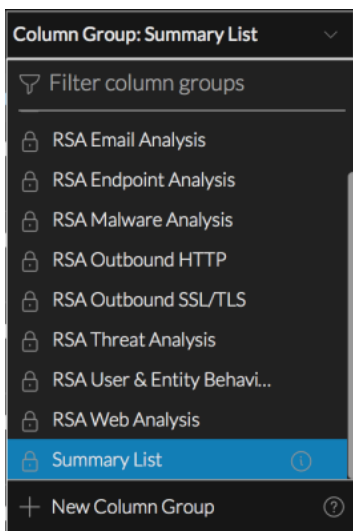 Column Group: Summary List
Filter column groups
RSA Email Analysis
RSA Endpoint Analysis
RSA Malware Analysis
RSA Outbound HTTP
RSA Outbound SSL/TLS
RSA Threat Analysis
RSA User & Entity Behavi...
RSA Web Analysis
Summary List
New Column Group